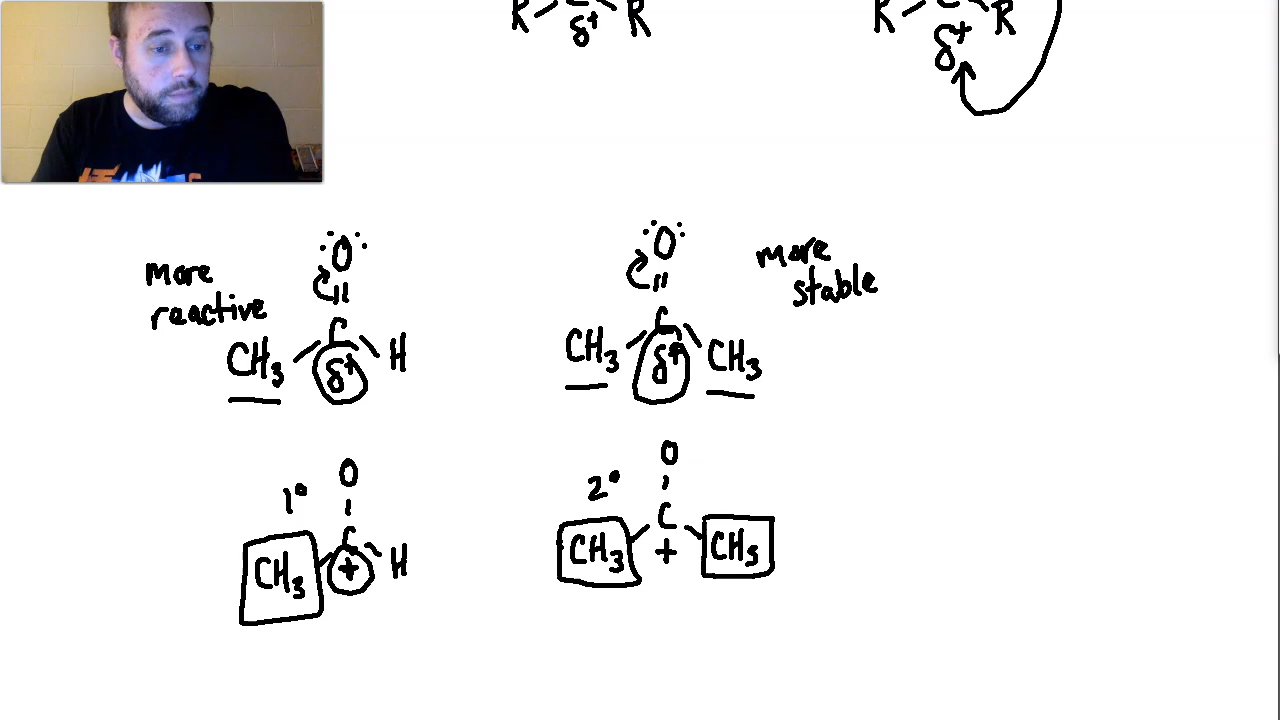 R C R
δ+
R C R
δ+
:O:
more
reactive
C
CH3 δ+ H
:O:
more
stable
C
CH3 δ+ CH3
O
1°
C
CH3 + H
O
2°
C
CH3 + CH3